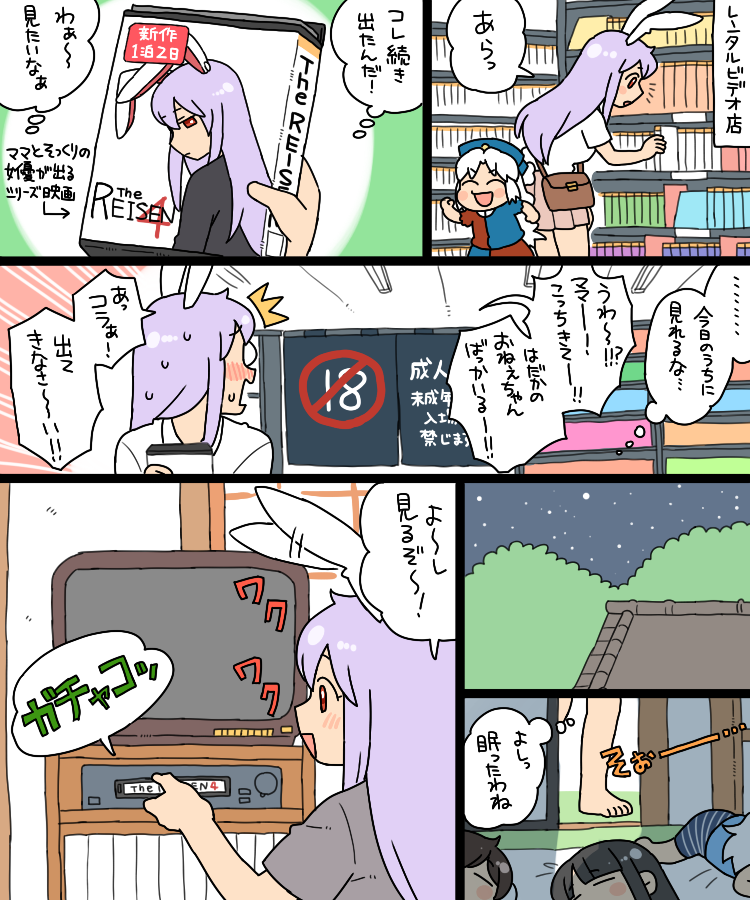 レンタルビデオ店
あらっ
コレ続き
出たんだ!
わぁ〜
見たいなぁ
新作
1泊2日
The REIS
The
REISEN
4
ママとそっくりの
女優が出る
シリーズ映画
………
今日のうちに
見れるな…
うわ〜!!!?
ママーー!
こっちきてー!!
はだかの
おねぇちゃん
ばっかいるー!!
18
成人
未成年
入場
禁じま
あっ
コラぁ!
出て
きなさ〜い!!
よしっ
眠ったわね
そぉーーー…
よ〜し
見るぞ〜!
ワク
ワク
ガチャコッ
The REISEN4